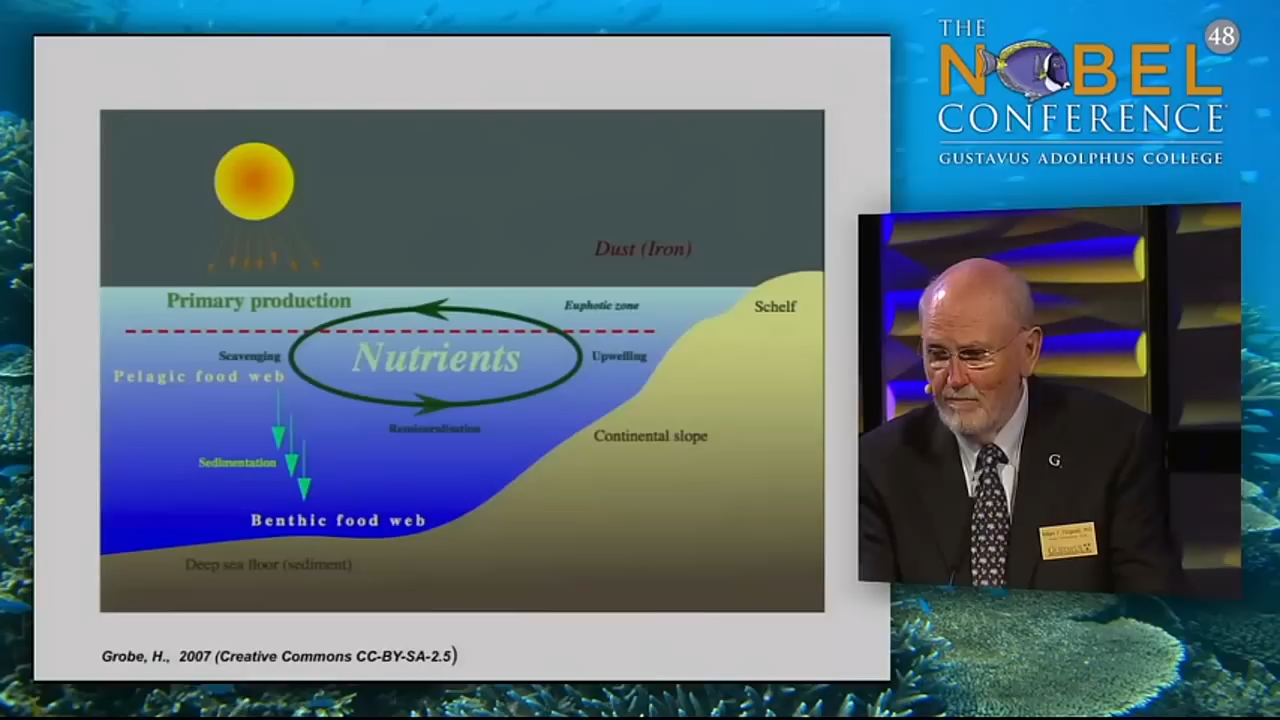 THE
NOBEL
48
CONFERENCE
GUSTAVUS ADOLPHUS COLLEGE
Dust (Iron)
Primary production
Euphotic zone
Schelf
Scavenging
Nutrients
Upwelling
Pelagic food web
Remineralisation
Continental slope
Sedimentation
Benthic food web
Deep sea floor (sediment)
Grobe, H., 2007 (Creative Commons CC-BY-SA-2.5)
G
GUSTAVUS